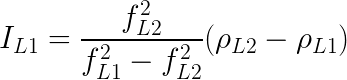 I_{L1} = \frac{f_{L2}^2}{f_{L1}^2 - f_{L2}^2}(\rho_{L2} - \rho_{L1})